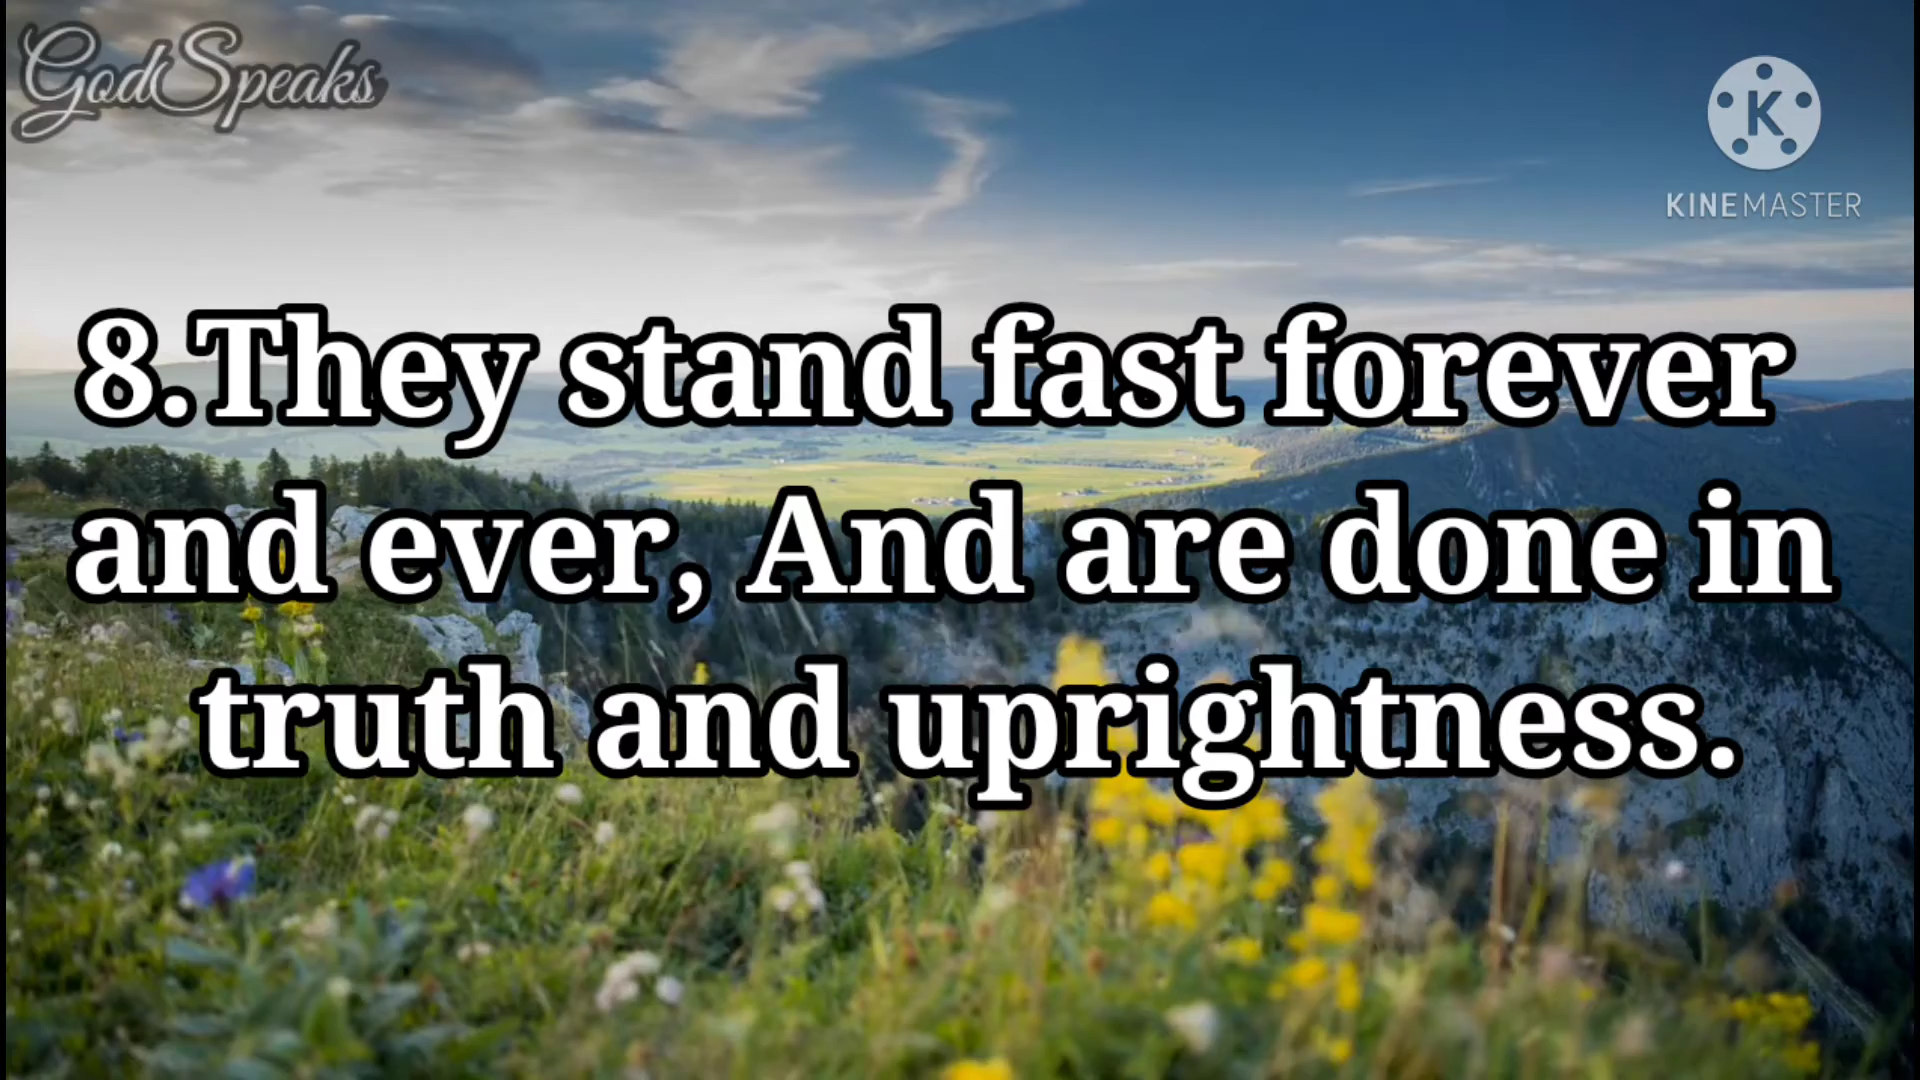 GodSpeaks
K
KINEMASTER
8.They stand fast forever
and ever, And are done in
truth and uprightness.